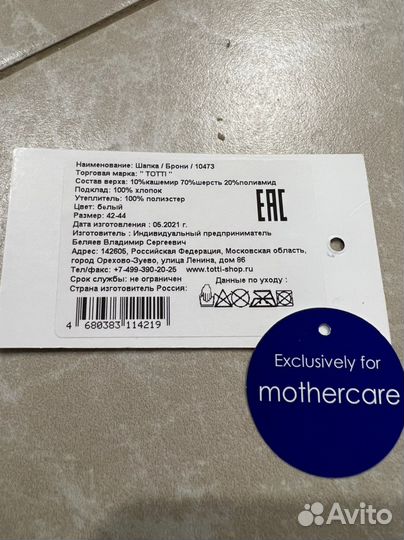 Наименование: Шапка / Брони / 10473
Торговая марка: " TOTTI "
Состав верха: 10%кашемир 70%шерсть 20%полиамид
Подклад: 100% хлопок
Утеплитель: 100% полиэстер
Цвет: белый
Размер: 42-44
Дата изготовления : 05.2021 г.
Изготовитель : Индивидуальный предприниматель
Беляев Владимир Сергеевич
Адрес: 142605, Российская Федерация, Московская область,
город Орехово-Зуево, улица Ленина, дом 86
Тел/факс: +7-499-390-20-25 www.totti-shop.ru
Срок службы: не ограничен Данные по уходу :
Страна изготовитель Россия:
4 680383 114219
EAC
Exclusively for
mothercare
Avito